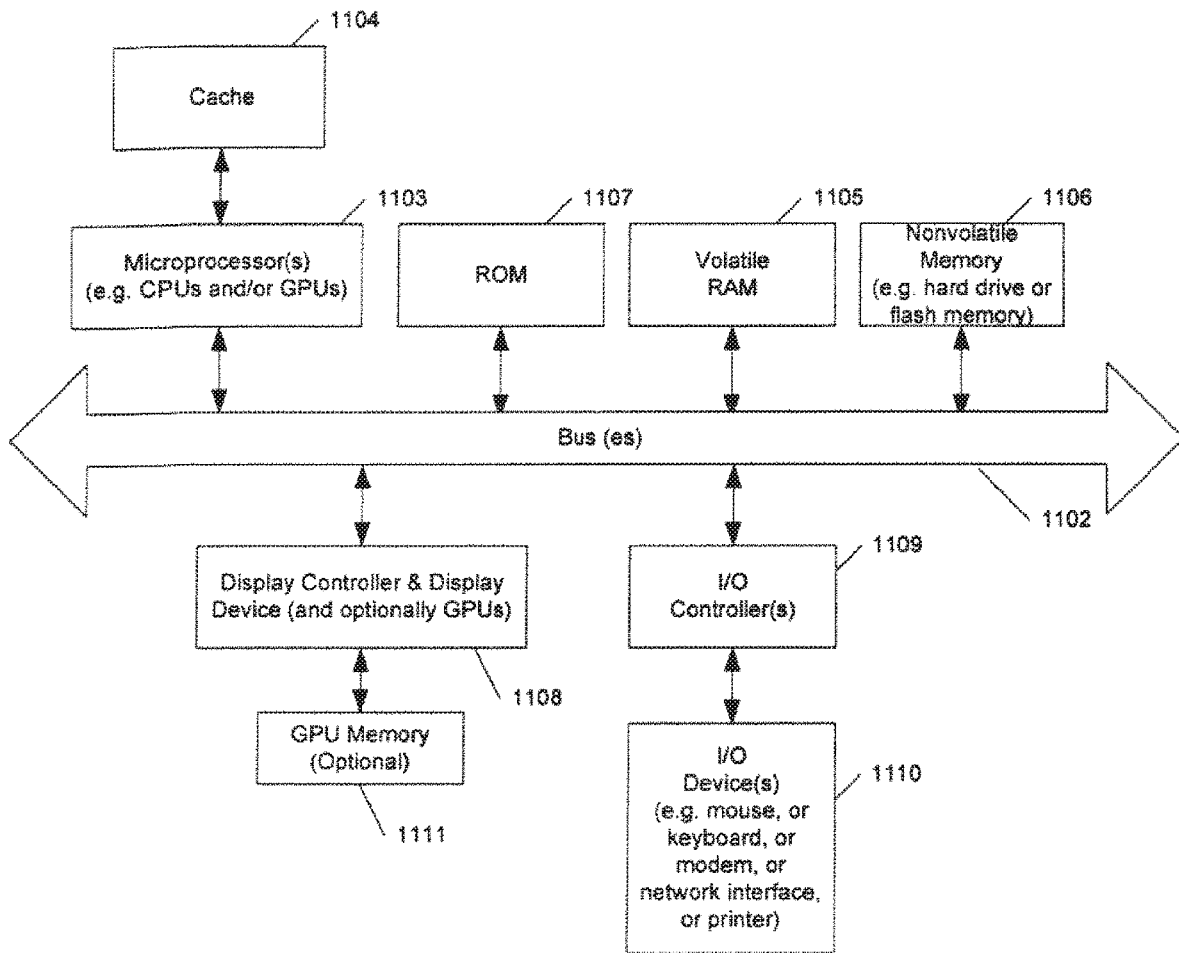 1104
Cache
1103
1107
1105
1106
Microprocessor(s)
(e.g. CPUs and/or GPUs)
ROM
Volatile
RAM
Nonvolatile
Memory
(e.g. hard drive or
flash memory)
Bus (es)
1102
Display Controller & Display
Device (and optionally GPUs)
1108
I/O
Controller(s)
1109
GPU Memory
(Optional)
1111
I/O
Device(s)
(e.g. mouse, or
keyboard, or
modem, or
network interface,
or printer)
1110